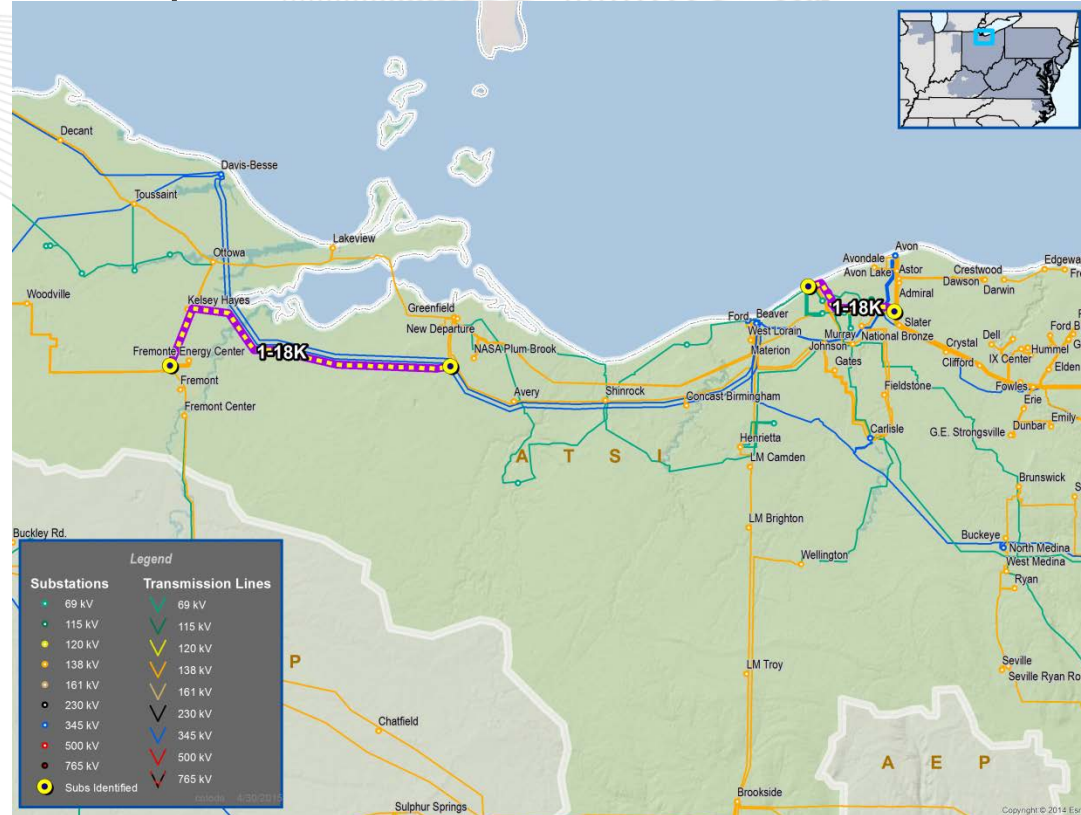 Decant
Davis-Besse
Toussaint
Ottowa
Lakeview
Woodville
Kelsey Hayes
Greenfield
New Departure
NASA Plum-Brook
Fremont Energy Center
1-18K
Fremont
Fremont Center
Avery
Shinrock
Concast Birmingham
Avon
Avondale
Avon Lake
Astor
Crestwood
Edgewa
Dawson
Darwin
Admiral
1-18K
Ford
Beaver
Slater
West Lorain
Murray
National Bronze
Materion
Johnson
Gates
Crystal
Clifford
Dell
Ford B
IX Center
Hummel
Elden
Fieldstone
Fowles
Erie
Emily
Dunbar
G.E. Strongsville
Carlisle
Henrietta
LM Camden
A T S I
Brunswick
LM Brighton
Buckeye
North Medina
West Medina
Wellington
Ryan
Buckley Rd.
LM Troy
Seville
Seville Ryan Ro
P
Chatfield
A E P
Brookside
Sulphur Springs
Legend
Substations
69 kV
115 kV
120 kV
138 kV
161 kV
230 kV
345 kV
500 kV
765 kV
Subs Identified
Transmission Lines
69 kV
115 kV
120 kV
138 kV
161 kV
230 kV
345 kV
500 kV
765 kV
Copyright © 2014 Esr